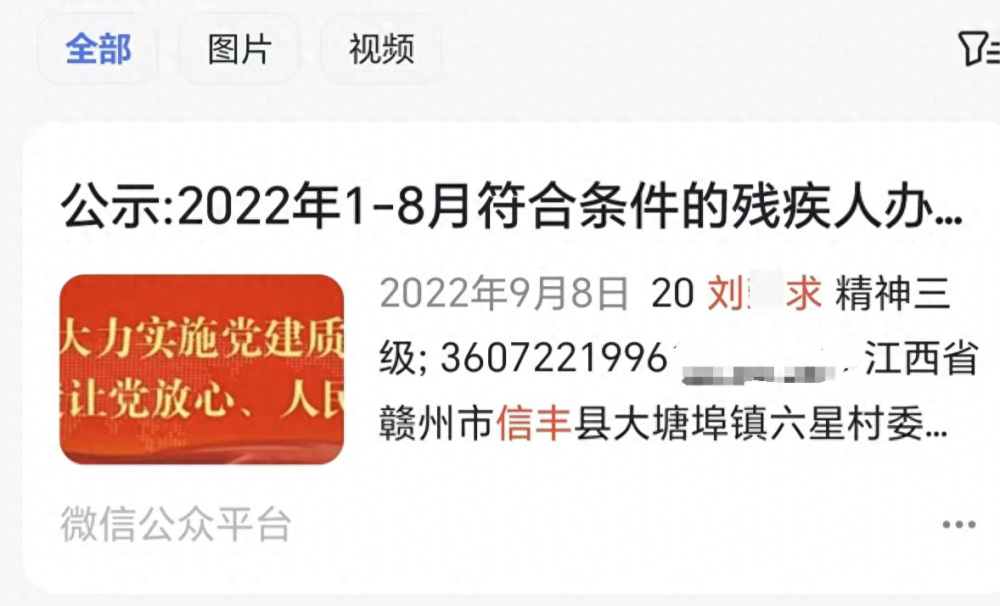 全部 图片 视频
公示:2022年1-8月符合条件的残疾人办...
大力实施党建质
让党放心、人民
2022年9月8日 20 刘 求 精神三
级; 3607221996 , 江西省
赣州市信丰县大塘埠镇六星村委...
微信公众平台